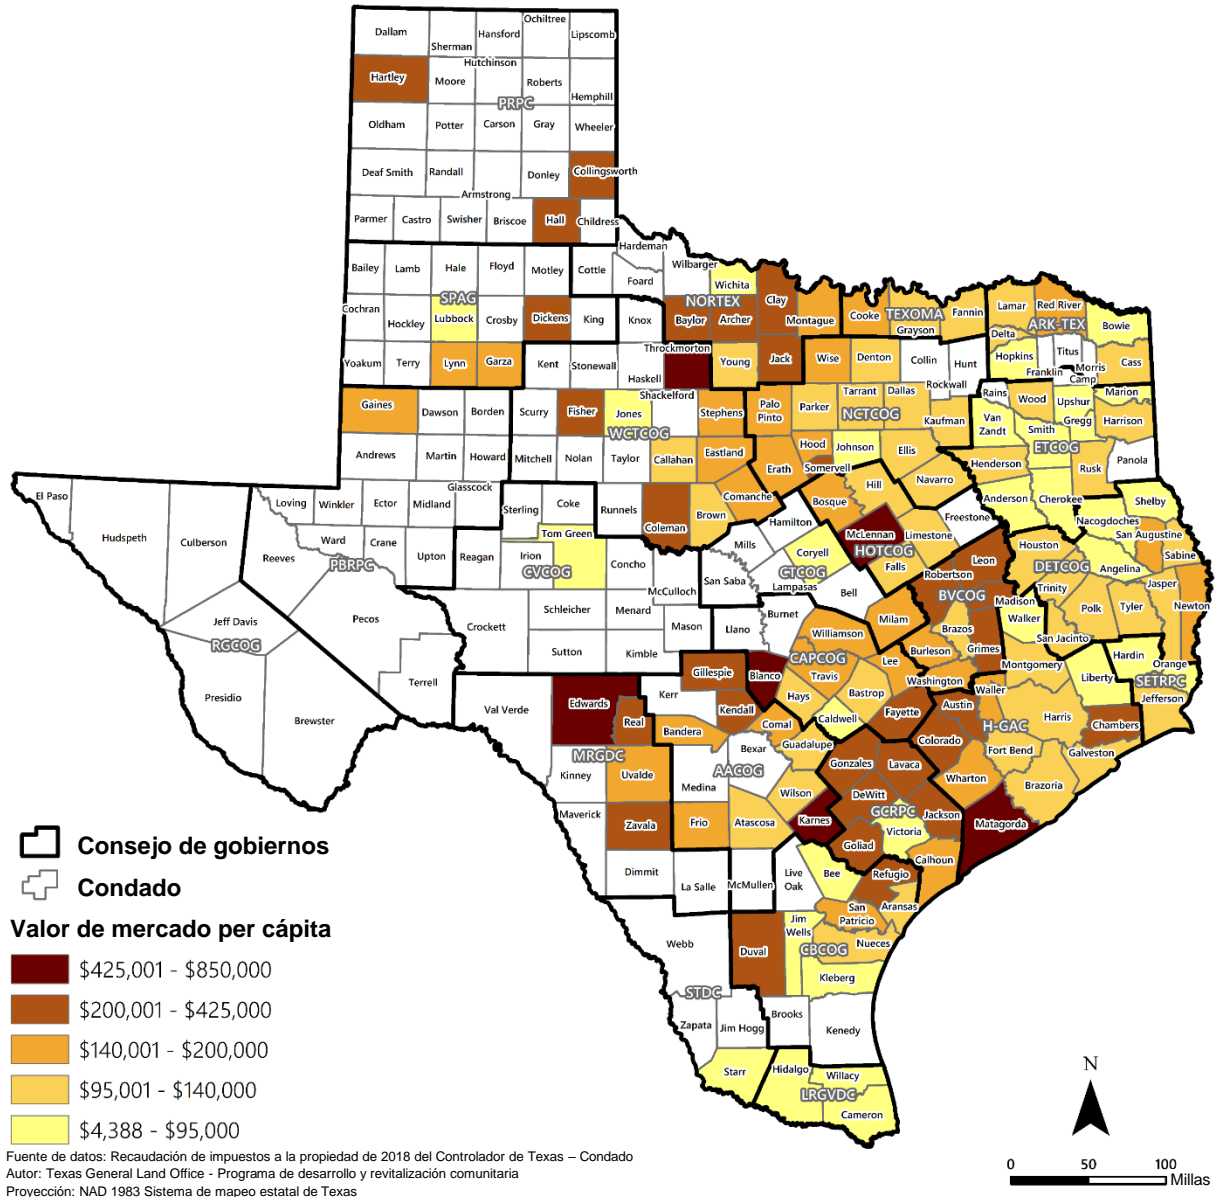 Dallam
Sherman
Hansford
Ochiltree
Lipscomb
Hartley
Moore
Hutchinson
Roberts
Hemphill
PRPC
Oldham
Potter
Carson
Gray
Wheeler
Deaf Smith
Randall
Armstrong
Donley
Collingsworth
Parmer
Castro
Swisher
Briscoe
Hall
Childress
Bailey
Lamb
Hale
Floyd
Motley
Cottle
Hardeman
Foard
Wilbarger
Wichita
Clay
Montague
Cooke
TEXOMA
Grayson
Fannin
Lamar
Red River
ARK-TEX
Bowie
Delta
Cochran
Hockley
SPAG
Lubbock
Crosby
Dickens
King
Knox
NORTEX
Baylor
Archer
Jack
Wise
Denton
Collin
Hunt
Hopkins
Titus
Franklin
Morris
Camp
Cass
Yoakum
Terry
Lynn
Garza
Kent
Stonewall
Haskell
Throckmorton
Young
Rockwall
Rains
Wood
Upshur
Marion
Gaines
Dawson
Borden
Scurry
Fisher
Jones
Shackelford
Stephens
Palo
Pinto
Parker
Tarrant
Dallas
NCTCOG
Kaufman
Van
Zandt
Smith
Gregg
Harrison
WCTCOG
ETCOG
Andrews
Martin
Howard
Mitchell
Nolan
Taylor
Callahan
Eastland
Erath
Hood
Somervell
Johnson
Ellis
Henderson
Rusk
Panola
El Paso
Hudspeth
Culberson
Loving
Winkler
Ector
Midland
Glasscock
Sterling
Coke
Runnels
Coleman
Brown
Comanche
Bosque
Hill
Navarro
Anderson
Cherokee
Shelby
Hamilton
McLennan
HOTCOG
Limestone
Freestone
Nacogdoches
San Augustine
Sabine
Reeves
Ward
Crane
Upton
PBRPC
Reagan
Irion
Tom Green
CVCOG
Concho
McCulloch
San Saba
Mills
Coryell
CTCOG
Lampasas
Bell
Falls
Leon
Robertson
BVCOG
Houston
DETCOG
Trinity
Angelina
Jasper
Newton
Madison
Walker
Polk
Tyler
San Jacinto
Jeff Davis
RGCOG
Pecos
Crockett
Schleicher
Menard
Mason
Llano
Burnet
Milam
Brazos
Grimes
Sutton
Kimble
Williamson
CAPCOG
Travis
Lee
Burleson
Washington
Montgomery
Liberty
Hardin
Orange
SETRPC
Jefferson
Presidio
Brewster
Terrell
Val Verde
Edwards
Real
Kerr
Gillespie
Blanco
Kendall
Hays
Bastrop
Caldwell
Fayette
Austin
Waller
H-GAC
Harris
Chambers
Galveston
Fort Bend
Brazoria
Bandera
Comal
Bexar
AACOG
Guadalupe
Gonzales
Lavaca
Colorado
Wharton
MRGDC
Kinney
Uvalde
Medina
Wilson
DeWitt
GCRPC
Jackson
Matagorda
Maverick
Zavala
Frio
Atascosa
Karnes
Goliad
Victoria
Calhoun
Dimmit
La Salle
McMullen
Live
Oak
Bee
Refugio
Aransas
San
Patricio
Webb
Duval
Jim
Wells
CBCOG
Nueces
Kleberg
STDC
Zapata
Jim Hogg
Brooks
Kenedy
Starr
Hidalgo
Willacy
LRGVDC
Cameron
Consejo de gobiernos
Condado
Valor de mercado per cápita
$425,001 - $850,000
$200,001 - $425,000
$140,001 - $200,000
$95,001 - $140,000
$4,388 - $95,000
Fuente de datos: Recaudación de impuestos a la propiedad de 2018 del Controlador de Texas – Condado
Autor: Texas General Land Office - Programa de desarrollo y revitalización comunitaria
Proyección: NAD 1983 Sistema de mapeo estatal de Texas
N
0 50 100
Millas